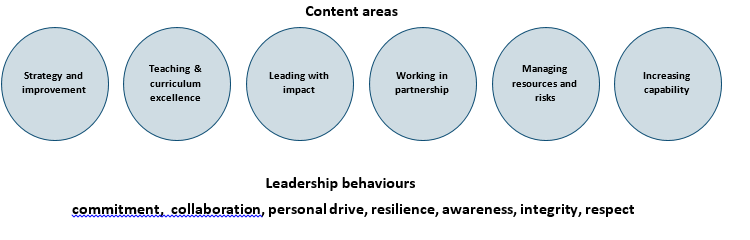 Content areas
Strategy and
improvement
Teaching &
curriculum
excellence
Leading with
impact
Working in
partnership
Managing
resources and
risks
Increasing
capability
Leadership behaviours
commitment,  collaboration, personal drive, resilience, awareness, integrity, respect